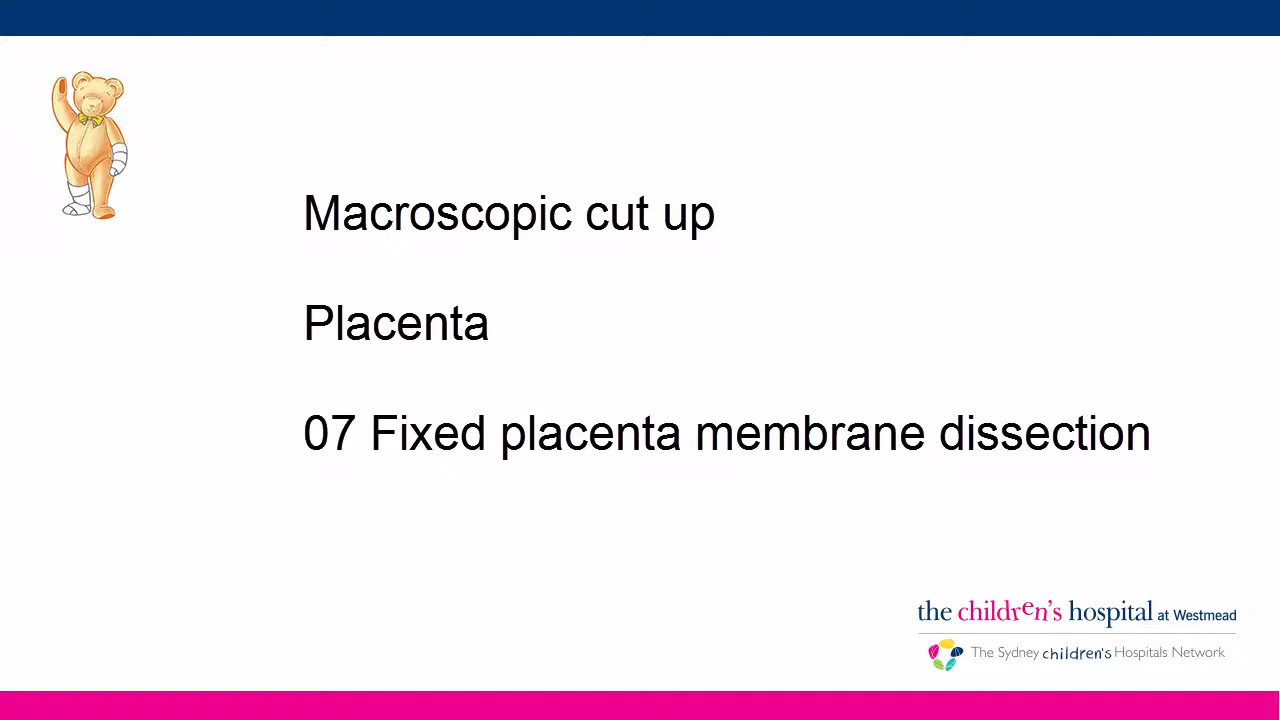 Macroscopic cut up
Placenta
07 Fixed placenta membrane dissection
the children's hospital at Westmead
The Sydney children's Hospitals Network